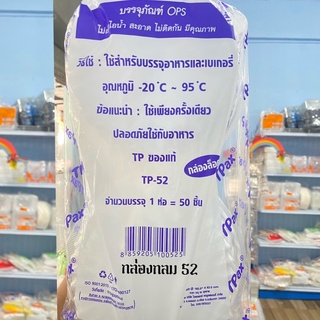 บรรจุภัณฑ์ OPS
ไอน้ำ สะอาด ไม่ติดกัน มีคุณภาพ
วิธีใช้ : ใช้สำหรับบรรจุอาหารและเบเกอรี่
อุณหภูมิ -20°C ~ 95°C
ข้อแนะนำ : ใช้เพียงครั้งเดียว
ปลอดภัยใช้กับอาหาร
TP ของแท้
กล่องล็อค
TP-52
จำนวนบรรจุ 1 ห่อ = 50 ชิ้น
8859205100525
กล่องกลม 52
Pax